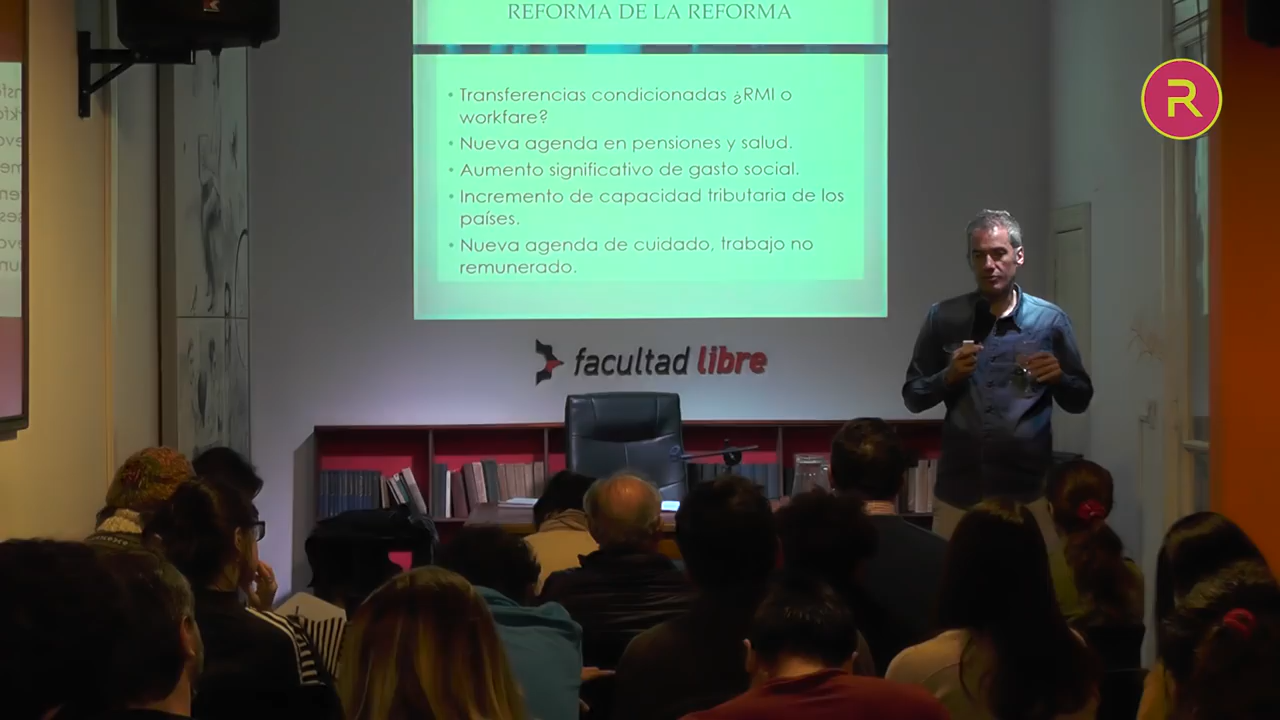 REFORMA DE LA REFORMA
• Transferencias condicionadas ¿RMI o
workfare?
• Nueva agenda en pensiones y salud.
• Aumento significativo de gasto social.
• Incremento de capacidad tributaria de los
países.
• Nueva agenda de cuidado, trabajo no
remunerado.
R
facultad libre